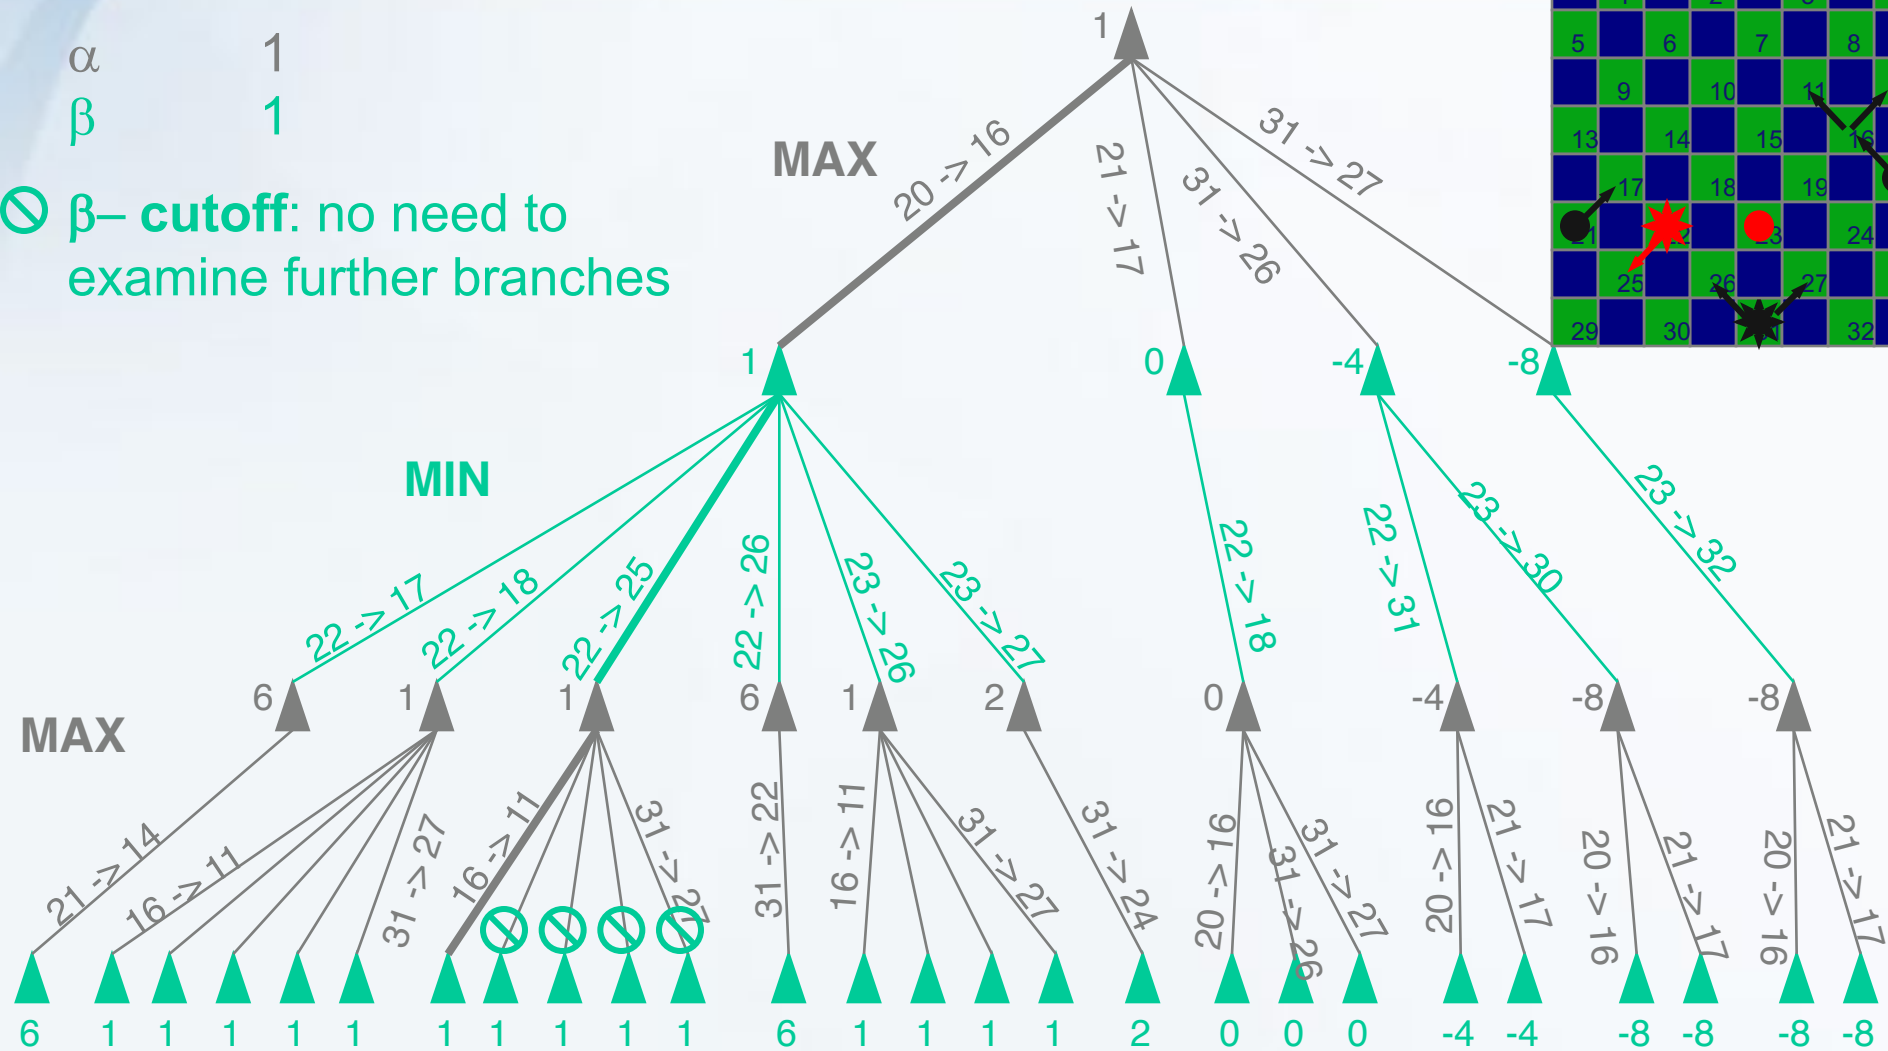 α 1
β 1
β– cutoff: no need to
examine further branches
1
MAX
20 -> 16
21 -> 17
31 -> 26
31 -> 27
5 6 7 8
9 10 11
13 14 15 16
17 18 19
21 22 23 24
25 26 27
29 30 31 32
1 0 -4 -8
MIN
22 -> 17
22 -> 18
22 -> 25
22 -> 26
23 -> 26
23 -> 27
22 -> 18
22 -> 31
23 -> 30
23 -> 32
6 1 1 6 1 2 0 -4 -8 -8
MAX
21 -> 14
16 -> 11
31 -> 27
16 -> 11
31 -> 27
31 -> 22
16 -> 11
31 -> 27
31 -> 24
20 -> 16
31 -> 26
31 -> 27
20 -> 16
21 -> 17
20 -> 16
21 -> 17
20 -> 16
21 -> 17
6 1 1 1 1 1 1 1 1 1 1 6 1 1 1 1 2 0 0 0 -4 -4 -8 -8 -8 -8